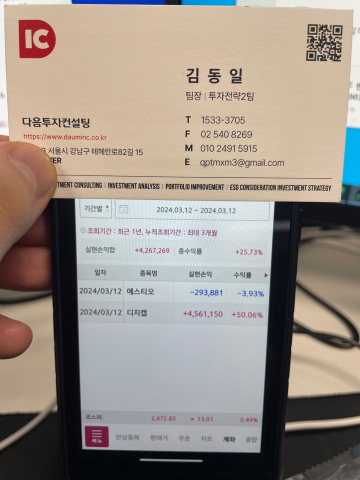 IC
김 동 일
팀장 | 투자전략2팀
다음투자컨설팅
https://www.dauminc.co.kr
서울시 강남구 테헤란로82길 15
T 1533-3705
F 02 540 8269
M 010 2491 5915
E qptmxm3@gmail.com
TMENT CONSULTING | INVESTMENT ANALYSIS | PORTFOLIO IMPROVEMENT | ESG CONSIDERATION INVESTMENT STRATEGY
기간별 2024.03.12 ~ 2024.03.12
조회기간 : 최근 1년, 누적조회기간 : 최대 3개월
실현손익합 +4,267,269 총수익률 +25.73%
일자 종목명 실현손익 수익률
2024/03/12 에스티오 -293,881 -3.93%
2024/03/12 디지캡 +4,561,150 +50.06%
코스피 2,672.85 ▲ 13.01 0.49%
메뉴 관심종목 현재가 주문 차트 계좌